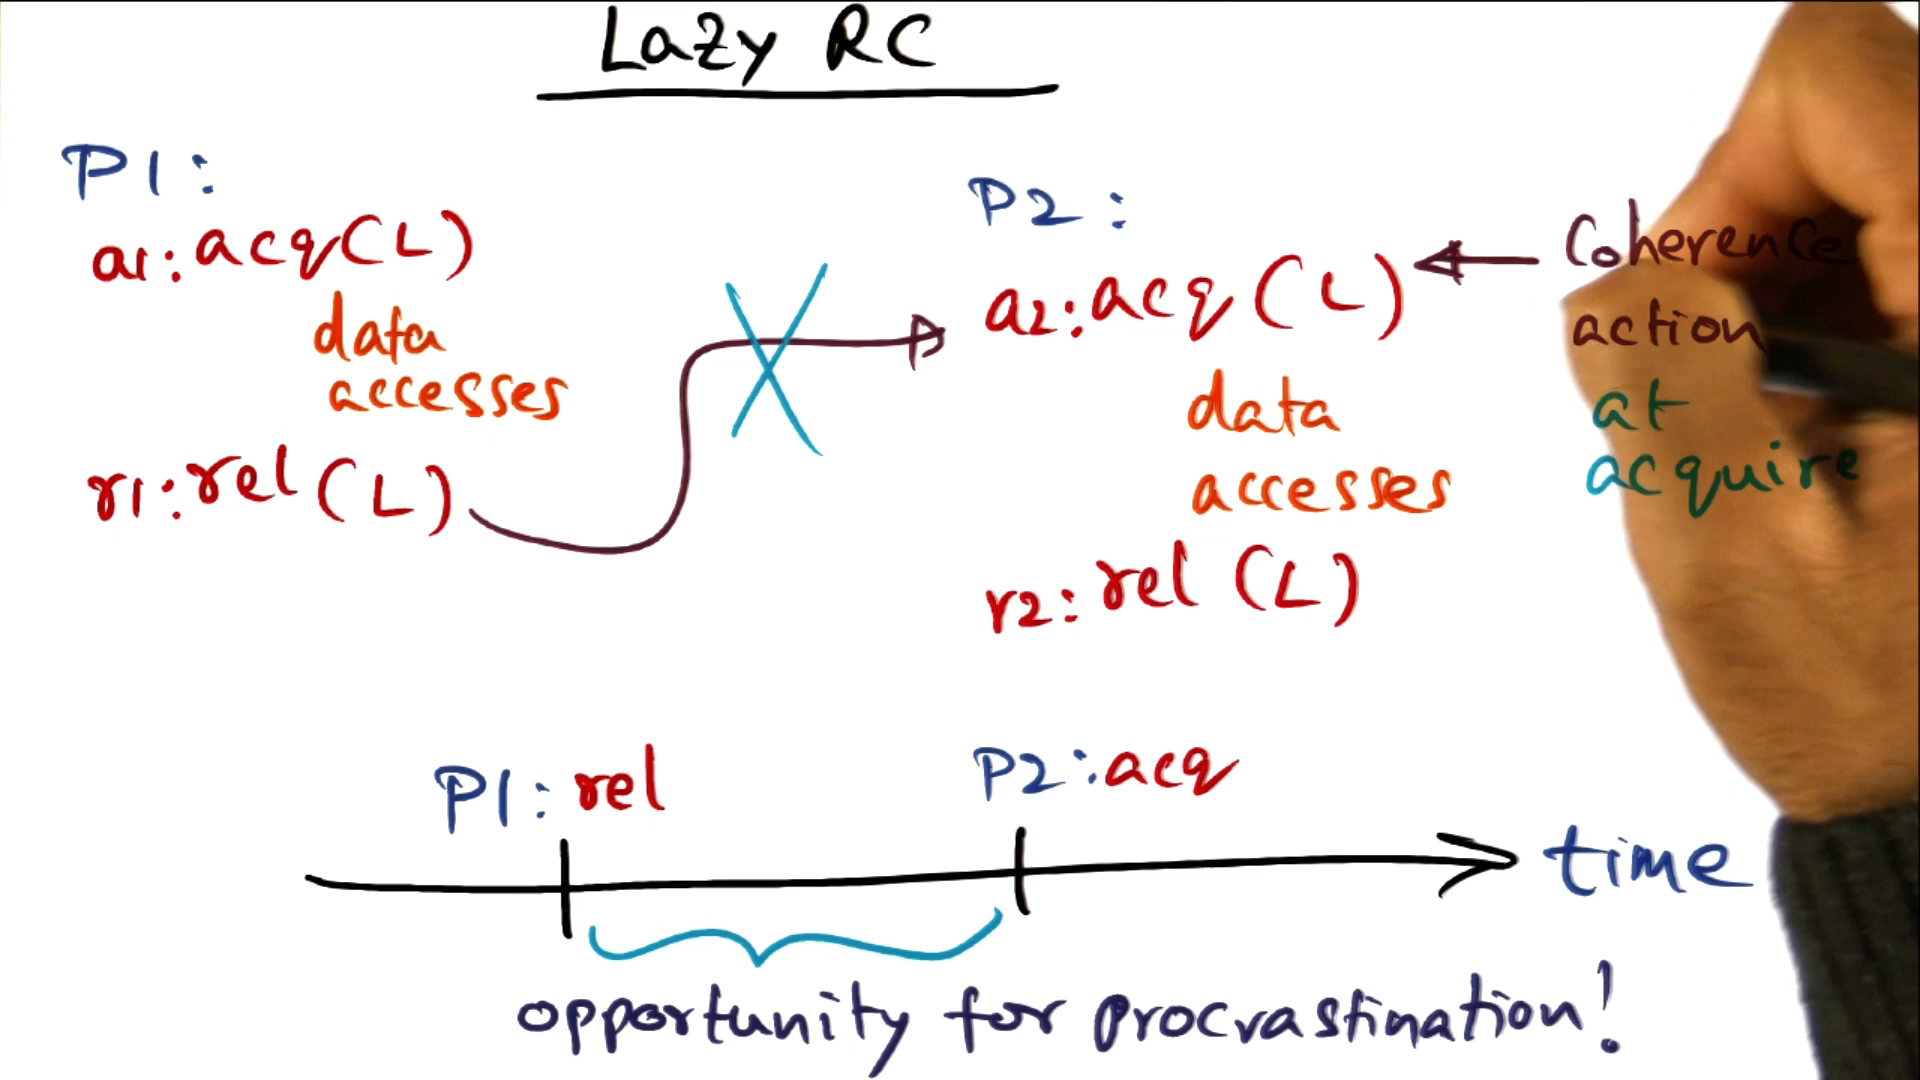 Lazy RC
P1:
a1: acq(L)
data
accesses
r1: rel(L)
P2:
a2: acq(L)
data
accesses
r2: rel(L)
Coherence
action
at
acquire
P1: rel
P2: acq
time
opportunity for procrastination!